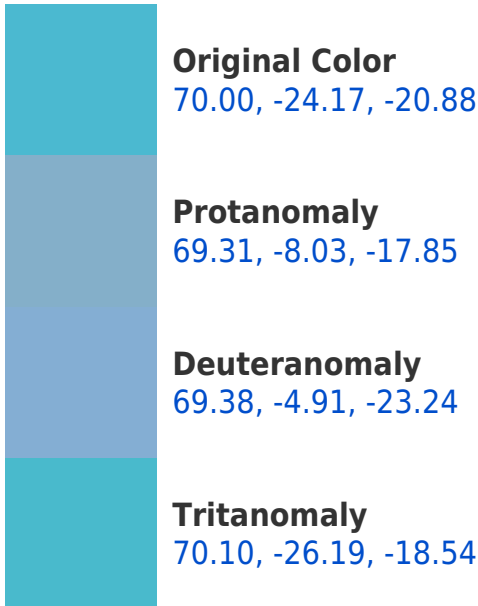 Original Color
70.00, -24.17, -20.88
Protanomaly
69.31, -8.03, -17.85
Deuteranomaly
69.38, -4.91, -23.24
Tritanomaly
70.10, -26.19, -18.54